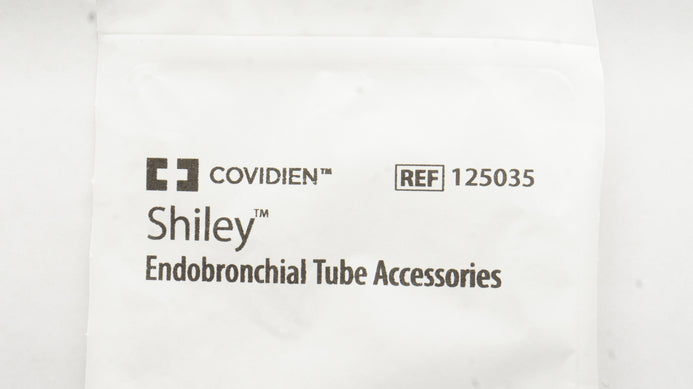 COVIDIEN™ REF 125035
Shiley™
Endobronchial Tube Accessories